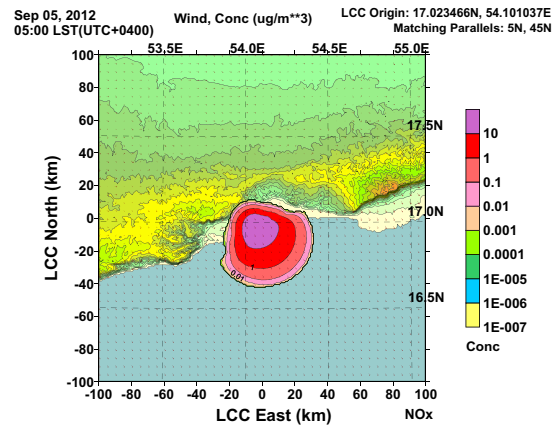 Sep 05, 2012
05:00 LST(UTC+0400)
Wind, Conc (ug/m**3)
LCC Origin: 17.023466N, 54.101037E
Matching Parallels: 5N, 45N
53.5E 54.0E 54.5E 55.0E
100
80
60
40
20
0
-20
-40
-60
-80
-100
LCC North (km)
17.5N
17.0N
16.5N
1
0.01
-100 -80 -60 -40 -20 0 20 40 60 80 100
LCC East (km)
NOx
10
1
0.1
0.01
0.001
0.0001
1E-005
1E-006
1E-007
Conc